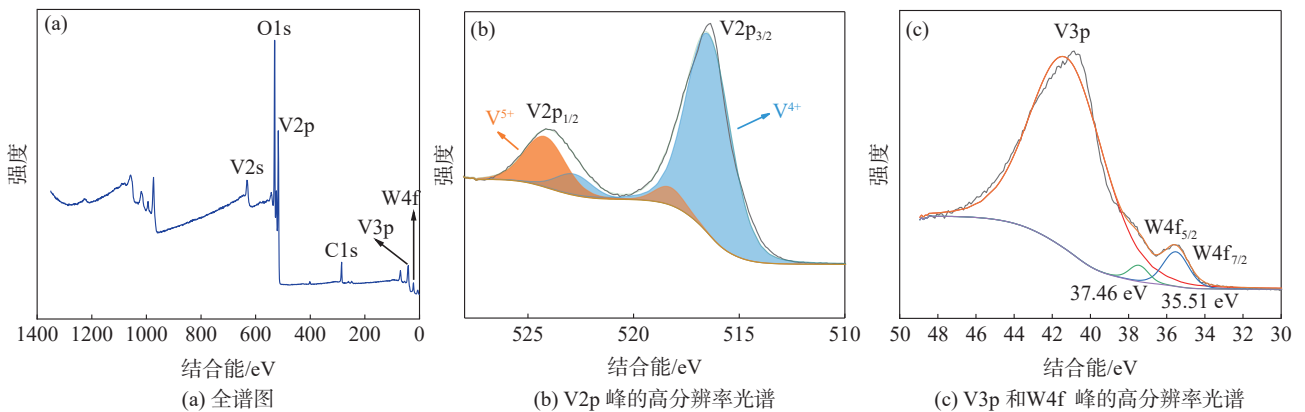 (a)
O1s
V2p
V2s
W4f
V3p
C1s
强度
1400 1000 800 600 400 200 0
结合能/eV
(a) 全谱图
(b)
V2p3/2
V5+
V2p1/2
V4+
强度
525 520 515 510
结合能/eV
(b) V2p 峰的高分辨率光谱
(c)
V3p
W4f5/2
W4f7/2
37.46 eV
35.51 eV
强度
50 48 44 42 40 38 36 34 32 30
结合能/eV
(c) V3p 和W4f 峰的高分辨率光谱